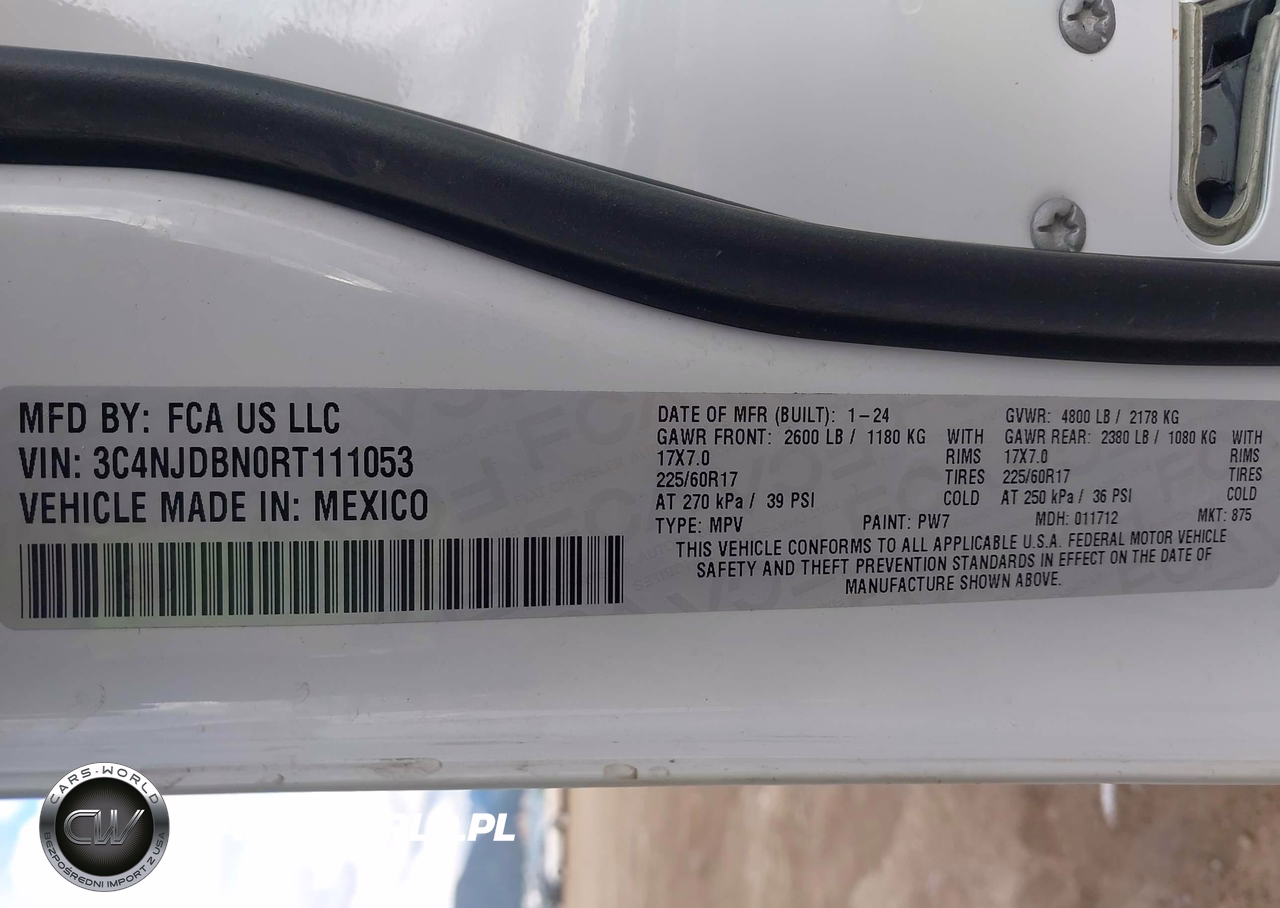 MFD BY: FCA US LLC
VIN: 3C4NJDBN0RT111053
VEHICLE MADE IN: MEXICO
DATE OF MFR (BUILT): 1-24 GVWR: 4800 LB / 2178 KG
GAWR FRONT: 2600 LB / 1180 KG WITH GAWR REAR: 2380 LB / 1080 KG WITH
17X7.0 RIMS 17X7.0 RIMS
225/60R17 TIRES 225/60R17 TIRES
AT 270 kPa / 39 PSI COLD AT 250 kPa / 36 PSI COLD
TYPE: MPV PAINT: PW7 MDH: 011712 MKT: 875
THIS VEHICLE CONFORMS TO ALL APPLICABLE U.S.A. FEDERAL MOTOR VEHICLE
SAFETY AND THEFT PREVENTION STANDARDS IN EFFECT ON THE DATE OF
MANUFACTURE SHOWN ABOVE.
CARS-WORLD
CW
BEZPOŚREDNI IMPORT Z USA
.PL